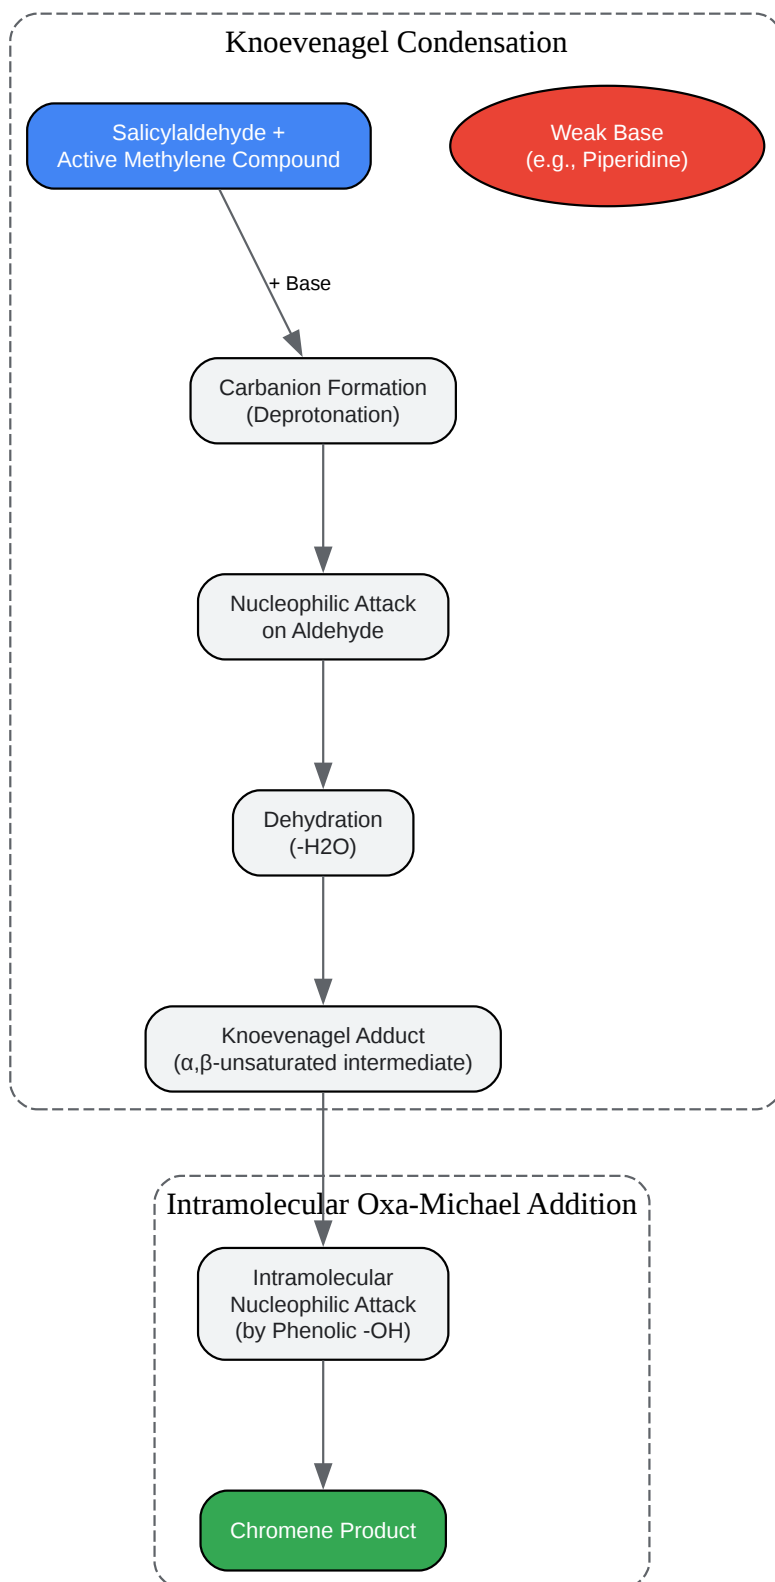 Knoevenagel Condensation
Salicylaldehyde +
Active Methylene Compound
Weak Base
(e.g., Piperidine)
+ Base
Carbanion Formation
(Deprotonation)
Nucleophilic Attack
on Aldehyde
Dehydration
(-H2O)
Knoevenagel Adduct
(α,β-unsaturated intermediate)
Intramolecular Oxa-Michael Addition
Intramolecular
Nucleophilic Attack
(by Phenolic -OH)
Chromene Product